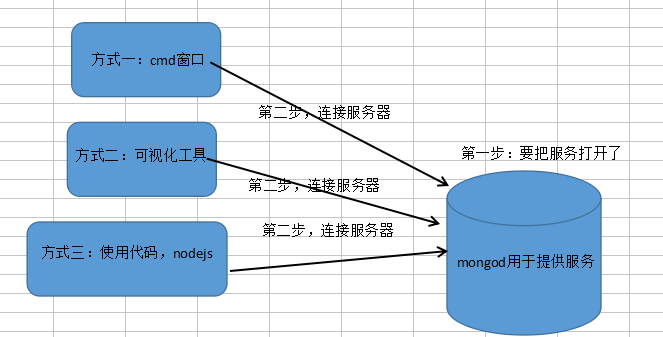 方式一：cmd窗口
第二步，连接服务器
第一步：要把服务打开了
方式二：可视化工具
第二步，连接服务器
第二步，连接服务器
方式三：使用代码，nodejs
mongod用于提供服务